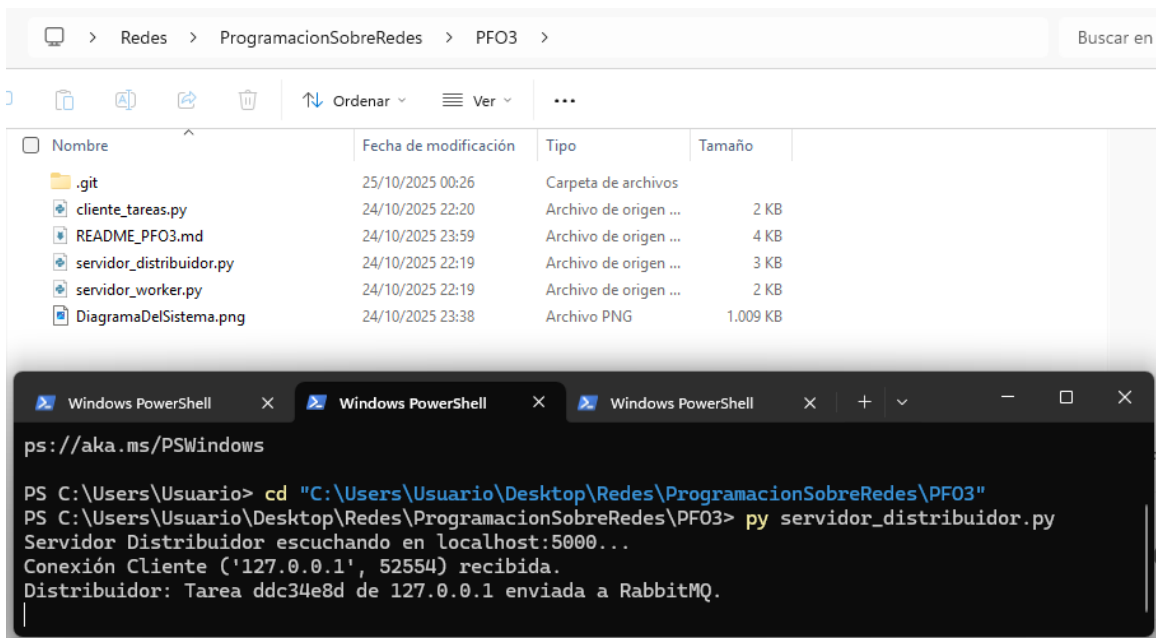 Redes > ProgramacionSobreRedes > PFO3 > Buscar en
Ordenar Ver ...
Nombre Fecha de modificación Tipo Tamaño
.git 25/10/2025 00:26 Carpeta de archivos
cliente_tareas.py 24/10/2025 22:20 Archivo de origen ... 2 KB
README_PFO3.md 24/10/2025 23:59 Archivo de origen ... 4 KB
servidor_distribuidor.py 24/10/2025 22:19 Archivo de origen ... 3 KB
servidor_worker.py 24/10/2025 22:19 Archivo de origen ... 2 KB
DiagramaDelSistema.png 24/10/2025 23:38 Archivo PNG 1.009 KB
Windows PowerShell Windows PowerShell Windows PowerShell
ps://aka.ms/PSWindows
PS C:\Users\Usuario> cd "C:\Users\Usuario\Desktop\Redes\ProgramacionSobreRedes\PFO3"
PS C:\Users\Usuario\Desktop\Redes\ProgramacionSobreRedes\PFO3> py servidor_distribuidor.py
Servidor Distribuidor escuchando en localhost:5000...
Conexión Cliente ('127.0.0.1', 52554) recibida.
Distribuidor: Tarea ddc34e8d de 127.0.0.1 enviada a RabbitMQ.